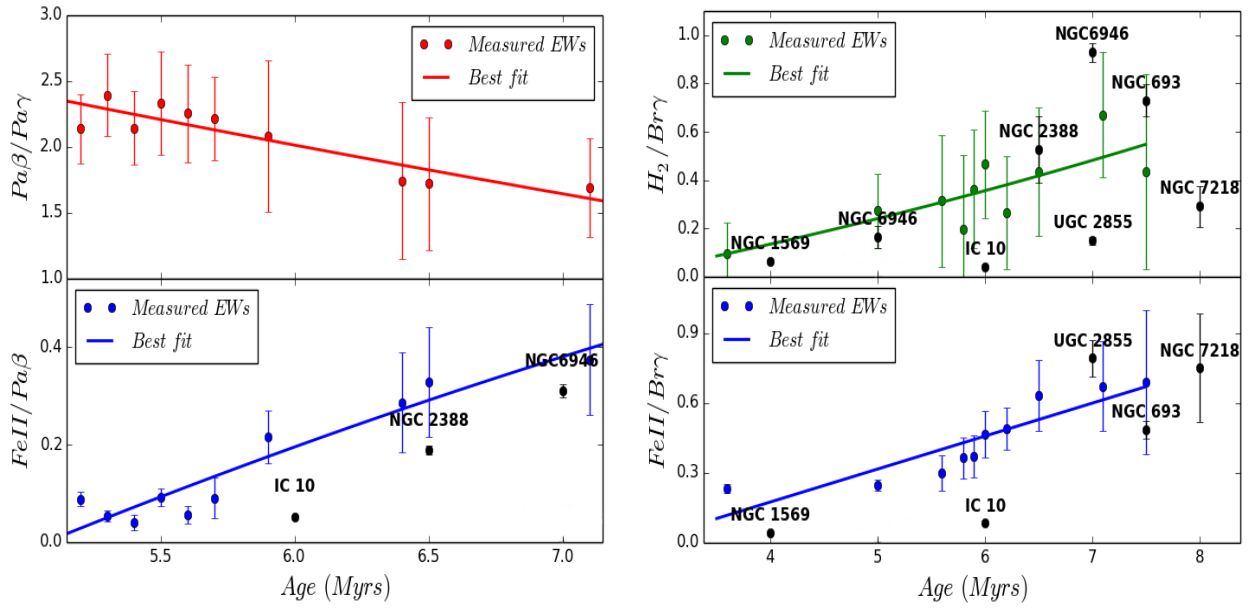 3.0
2.5
2.0
1.5
1.0
Paβ/Paγ
Measured EWs
Best fit
0.4
0.2
0.0
FeII/Paβ
Measured EWs
Best fit
NGC6946
NGC 2388
IC 10
5.5
6.0
6.5
7.0
Age (Myrs)
1.0
0.8
0.6
0.4
0.2
0.0
H₂/Brγ
Measured EWs
Best fit
NGC6946
NGC 693
NGC 2388
NGC 6946
NGC 7218
UGC 2855
NGC 1569
IC 10
0.9
0.6
0.3
0.0
FeII/Brγ
Measured EWs
Best fit
UGC 2855
NGC 7218
NGC 693
NGC 1569
IC 10
4
5
6
7
8
Age (Myrs)